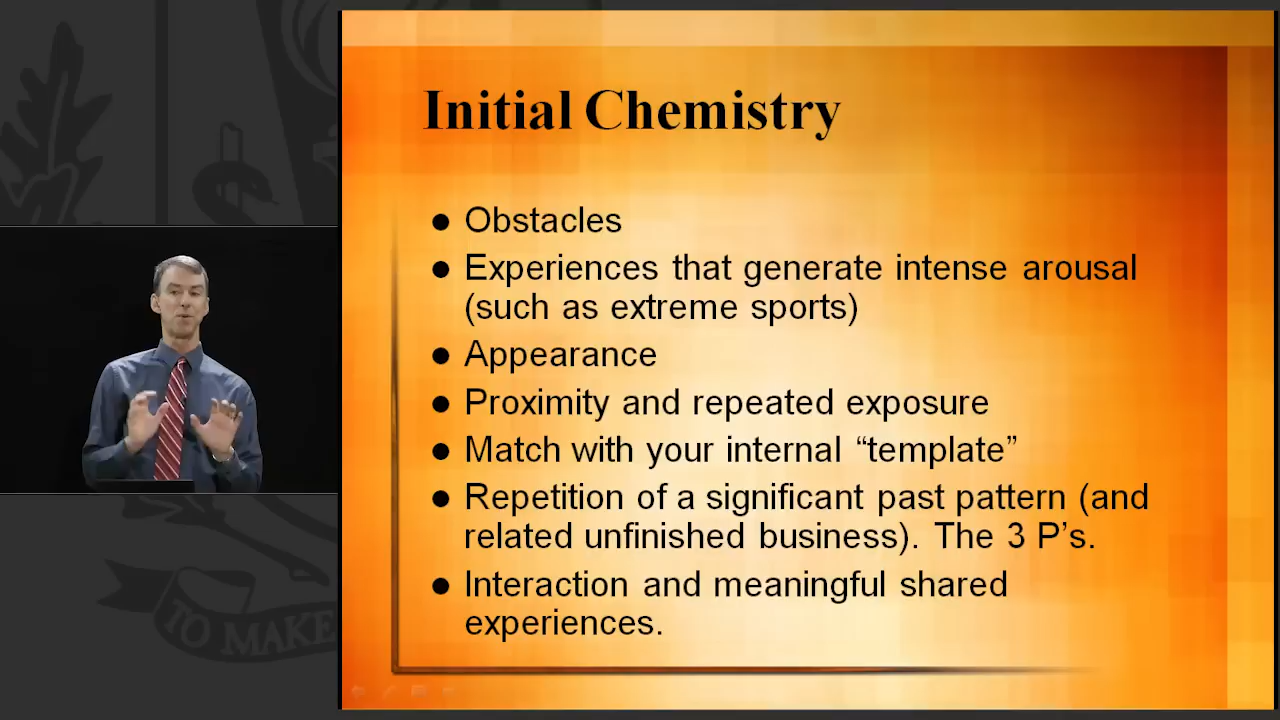 Initial Chemistry
● Obstacles
● Experiences that generate intense arousal
(such as extreme sports)
● Appearance
● Proximity and repeated exposure
● Match with your internal “template”
● Repetition of a significant past pattern (and
related unfinished business). The 3 P’s.
● Interaction and meaningful shared
experiences.
TO MAKE